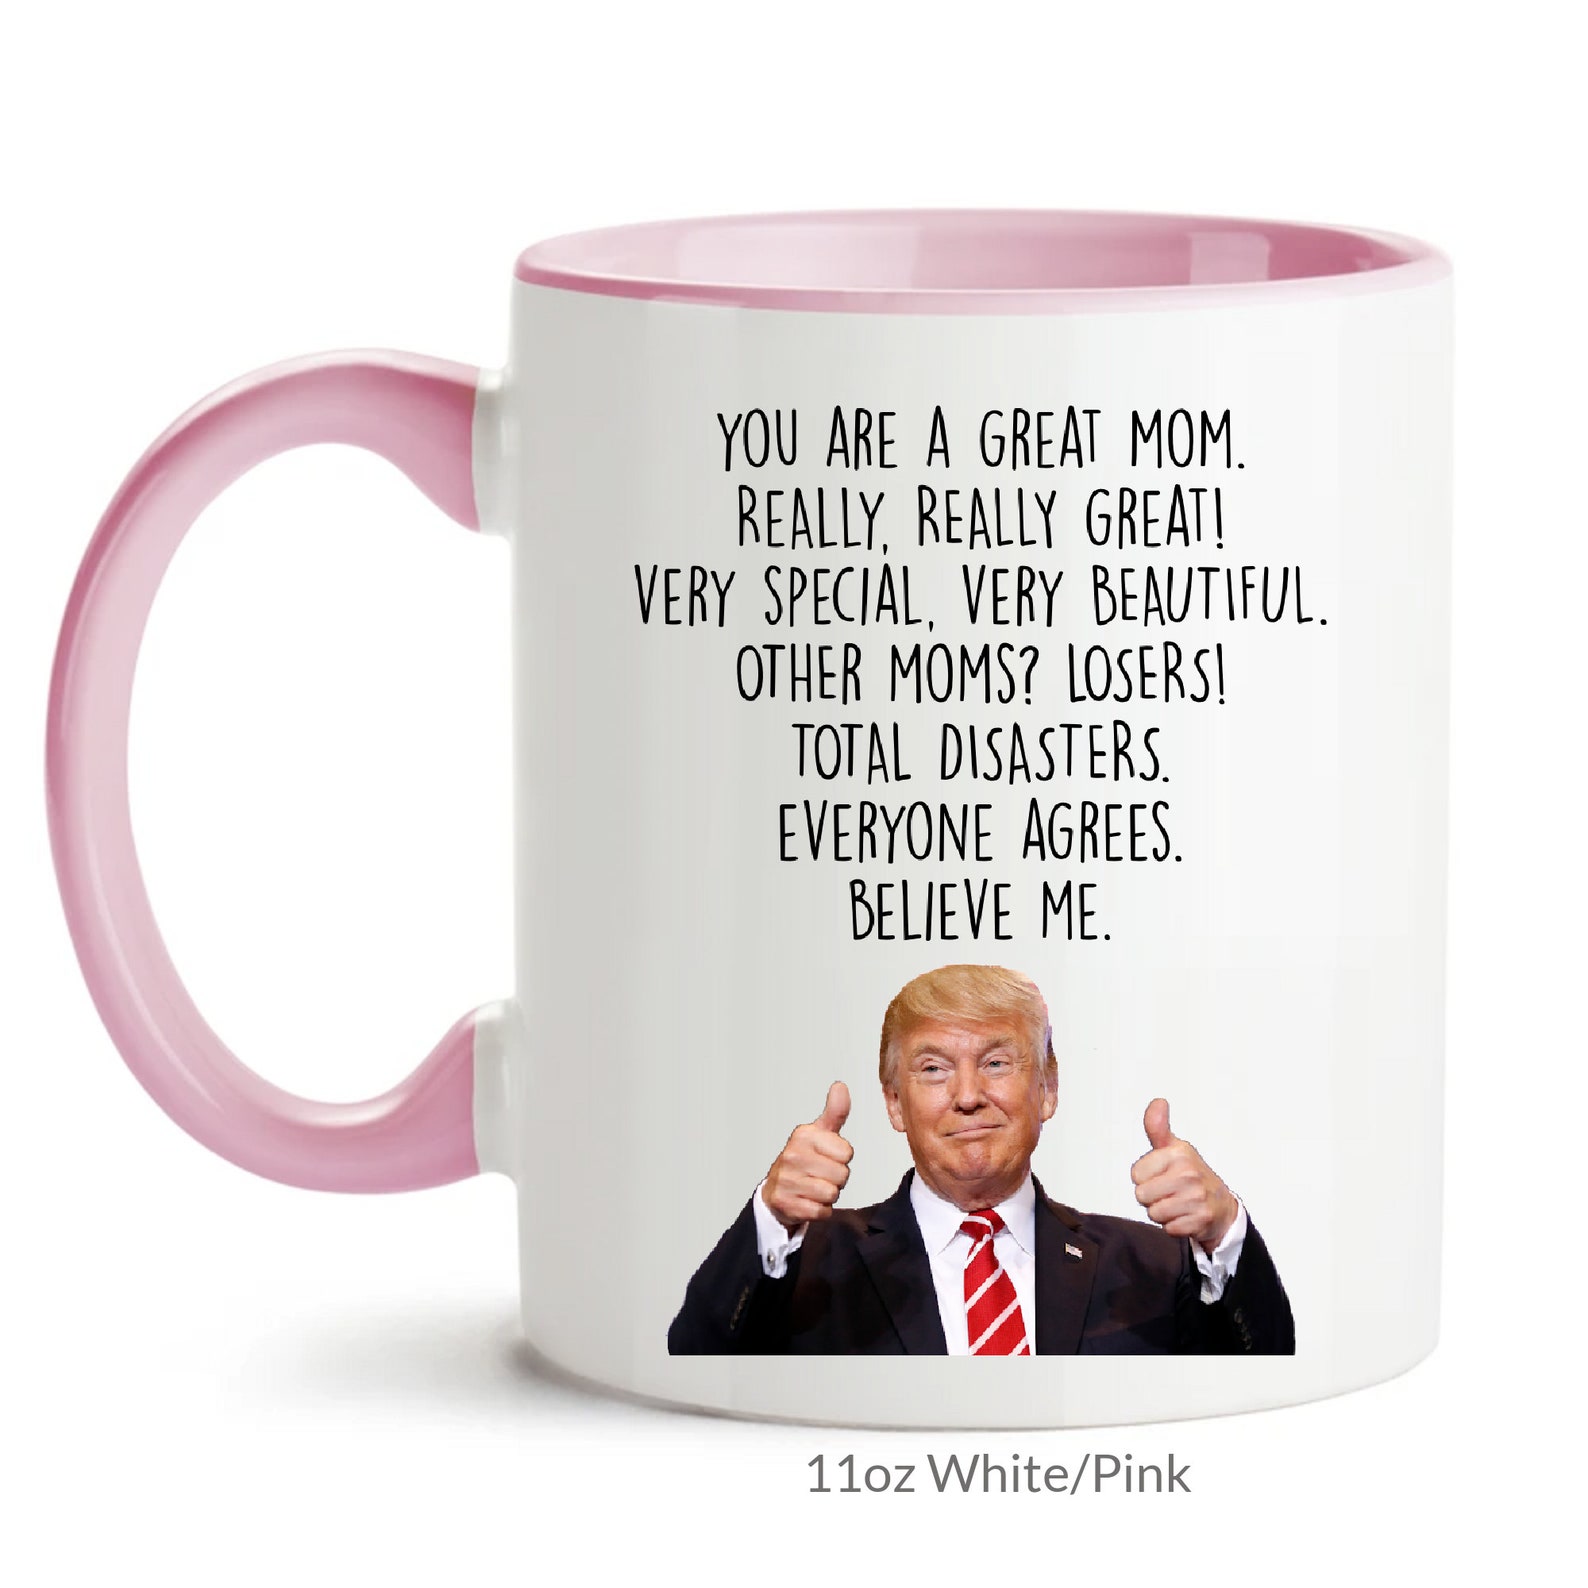 YOU ARE A GREAT MOM.
REALLY, REALLY GREAT!
VERY SPECIAL, VERY BEAUTIFUL.
OTHER MOMS? LOSERS!
TOTAL DISASTERS.
EVERYONE AGREES.
BELIEVE ME.
11oz White/Pink